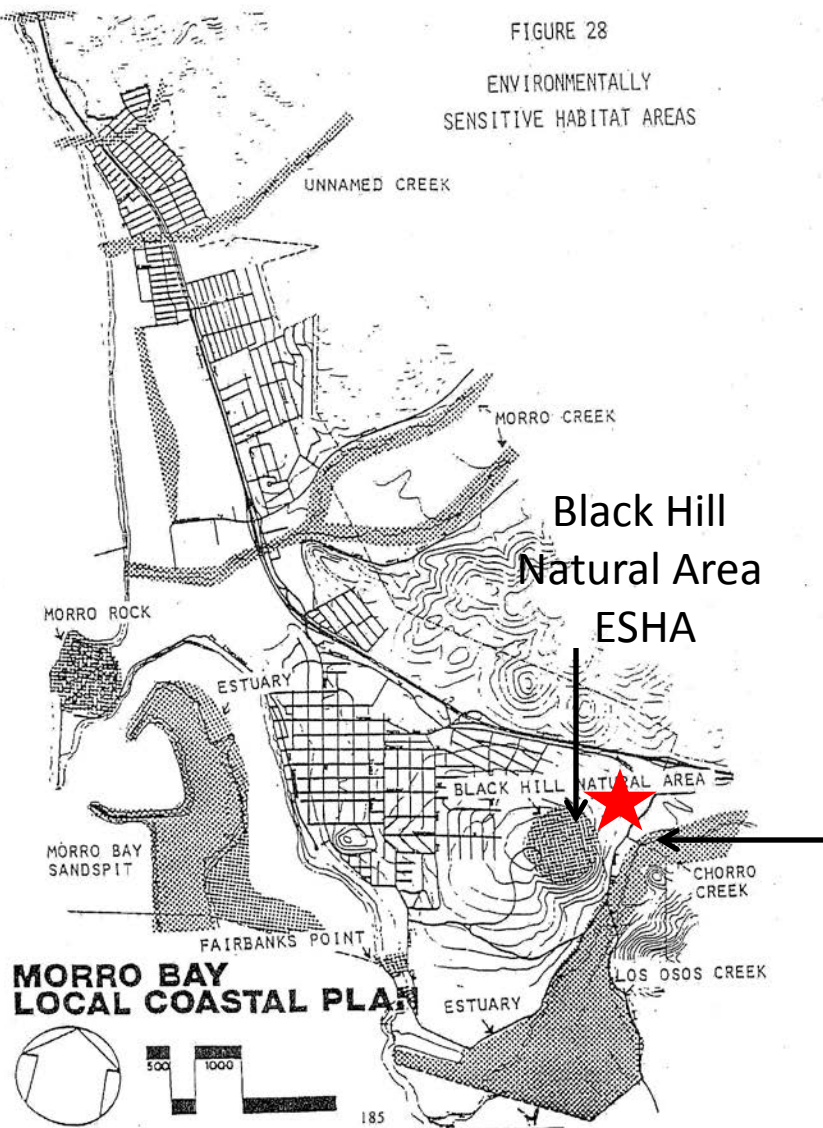 FIGURE 28
ENVIRONMENTALLY
SENSITIVE HABITAT AREAS
UNNAMED CREEK
MORRO CREEK
Black Hill
Natural Area
ESHA
MORRO ROCK
ESTUARY
BLACK HILL NATURAL AREA
MORRO BAY
SANDSPIT
CHORRO
CREEK
FAIRBANKS POINT
LOS OSOS CREEK
MORRO BAY
LOCAL COASTAL PLAN
ESTUARY
500 1000
185